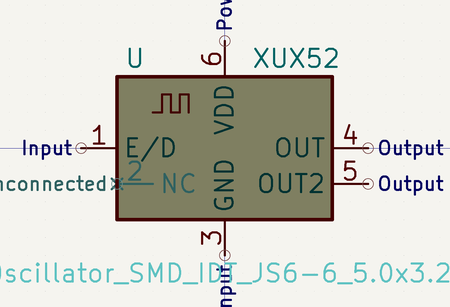 Pow
U
XUX52
6
VDD
Input
1
E/D
OUT
4
Output
nconnected
2
NC
OUT2
5
Output
GND
3
Oscillator_SMD_IDT_JS6-6_5.0x3.2
Input